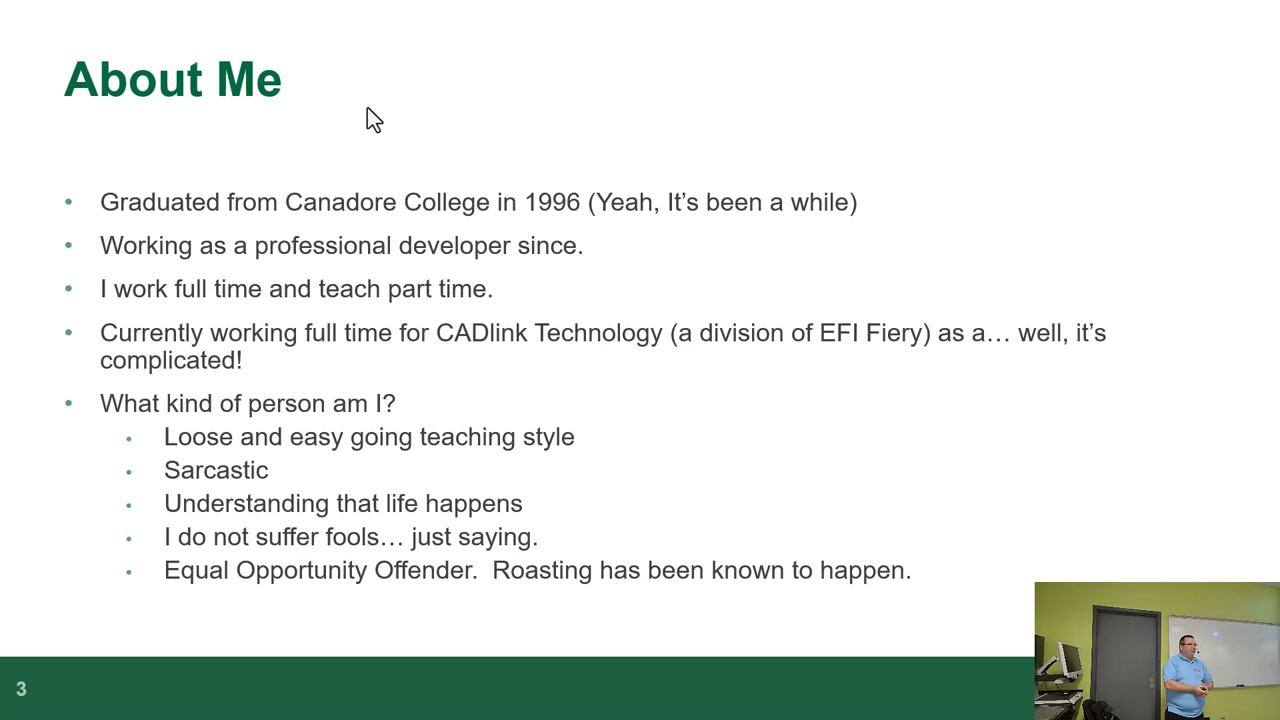 About Me
• Graduated from Canadore College in 1996 (Yeah, It’s been a while)
• Working as a professional developer since.
• I work full time and teach part time.
• Currently working full time for CADlink Technology (a division of EFI Fiery) as a… well, it’s
complicated!
• What kind of person am I?
• Loose and easy going teaching style
• Sarcastic
• Understanding that life happens
• I do not suffer fools… just saying.
• Equal Opportunity Offender.  Roasting has been known to happen.
3